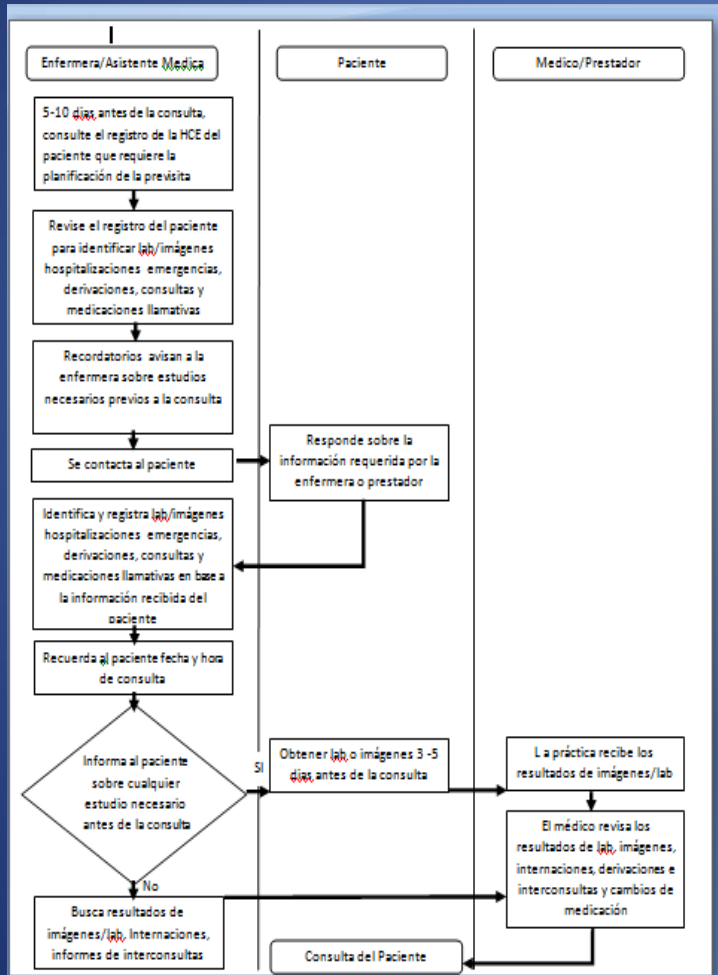 Enfermera/Asistente Medica
Paciente
Medico/Prestador
5-10 dias antes de la consulta,
consulte el registro de la HCE del
paciente que requiere la
planificación de la previsita
Revise el registro del paciente
para identificar lab/imágenes
hospitalizaciones emergencias,
derivaciones, consultas y
medicaciones llamativas
Recordatorios avisan a la
enfermera sobre estudios
necesarios previos a la consulta
Se contacta al paciente
Responde sobre la
información requerida por la
enfermera o prestador
Identifica y registra lab/imágenes
hospitalizaciones emergencias,
derivaciones, consultas y
medicaciones llamativas en base a
la información recibida del
paciente
Recuerda al paciente fecha y hora
de consulta
Informa al paciente
sobre cualquier
estudio necesario
antes de la consulta
SI
Obtener lab o imágenes 3 -5
dias antes de la consulta
L a práctica recibe los
resultados de imágenes/lab
El médico revisa los
resultados de lab, imágenes,
internaciones, derivaciones e
interconsultas y cambios de
medicación
No
Busca resultados de
imágenes/lab, Internaciones,
informes de interconsultas
Consulta del Paciente